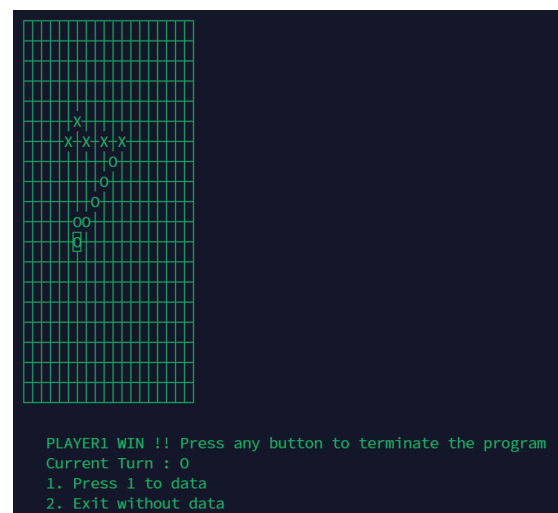 X
X X X X
O
O
O
OO
O
PLAYER1 WIN !! Press any button to terminate the program
Current Turn : O
1. Press 1 to data
2. Exit without data